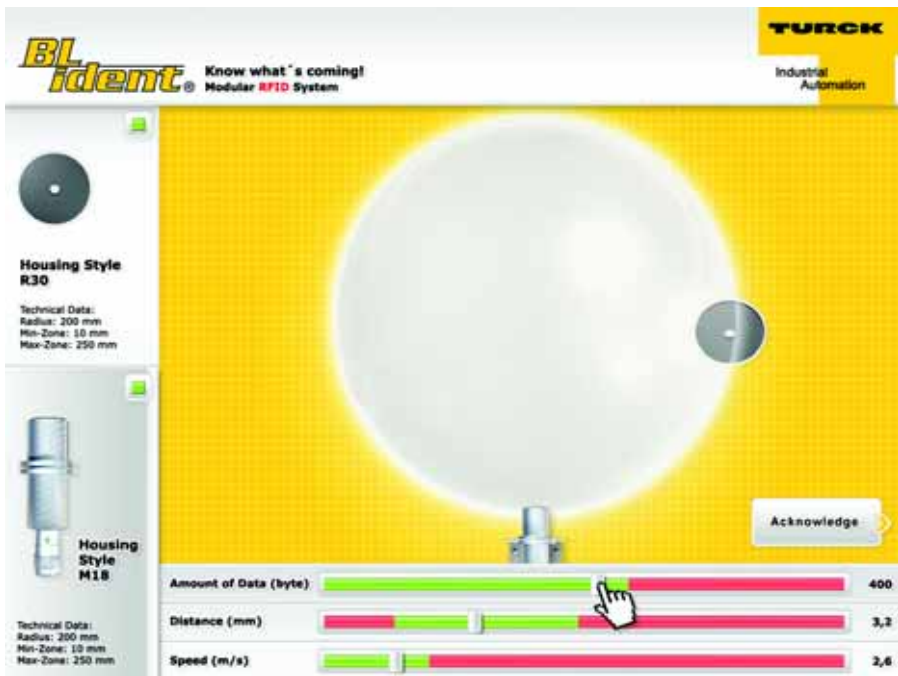 BL
ident®
Know what´s coming!
Modular RFID System
TURCK
Industrial
Automation
Housing Style
R30
Technical Data:
Radius: 200 mm
Min-Zone: 10 mm
Max-Zone: 250 mm
Housing
Style
M18
Technical Data:
Radius: 200 mm
Min-Zone: 10 mm
Max-Zone: 250 mm
Acknowledge
Amount of Data (byte) 400
Distance (mm) 3,2
Speed (m/s) 2,6